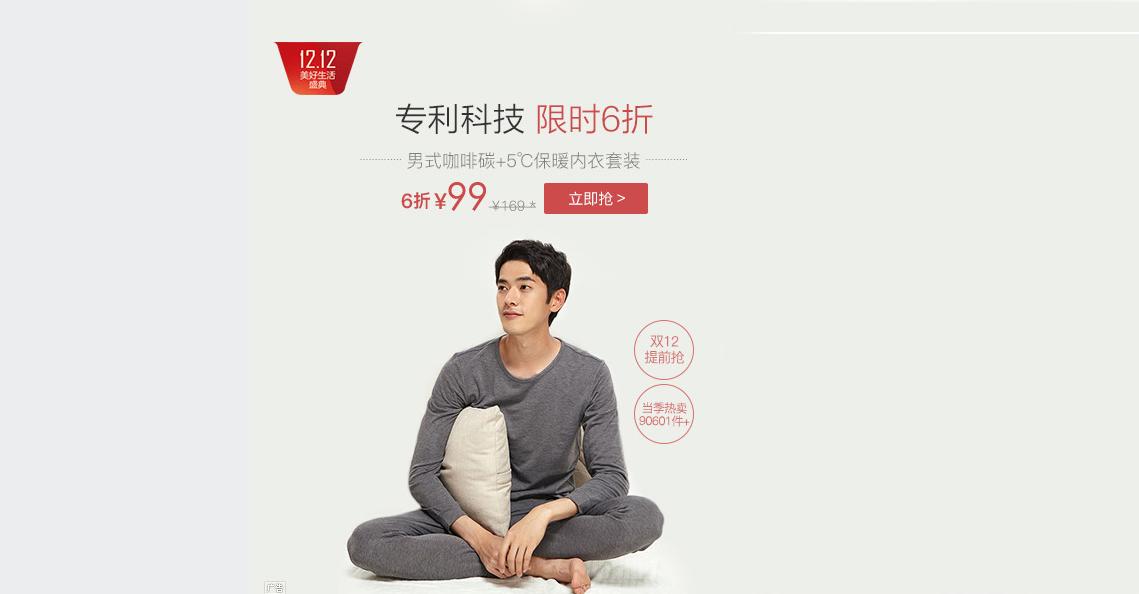 12.12
美好生活
盛典
专利科技 限时6折
男式咖啡碳+5℃保暖内衣套装
6折 ¥99 ¥169 * 立即抢 >
双12
提前抢
当季热卖
90601件+
广告